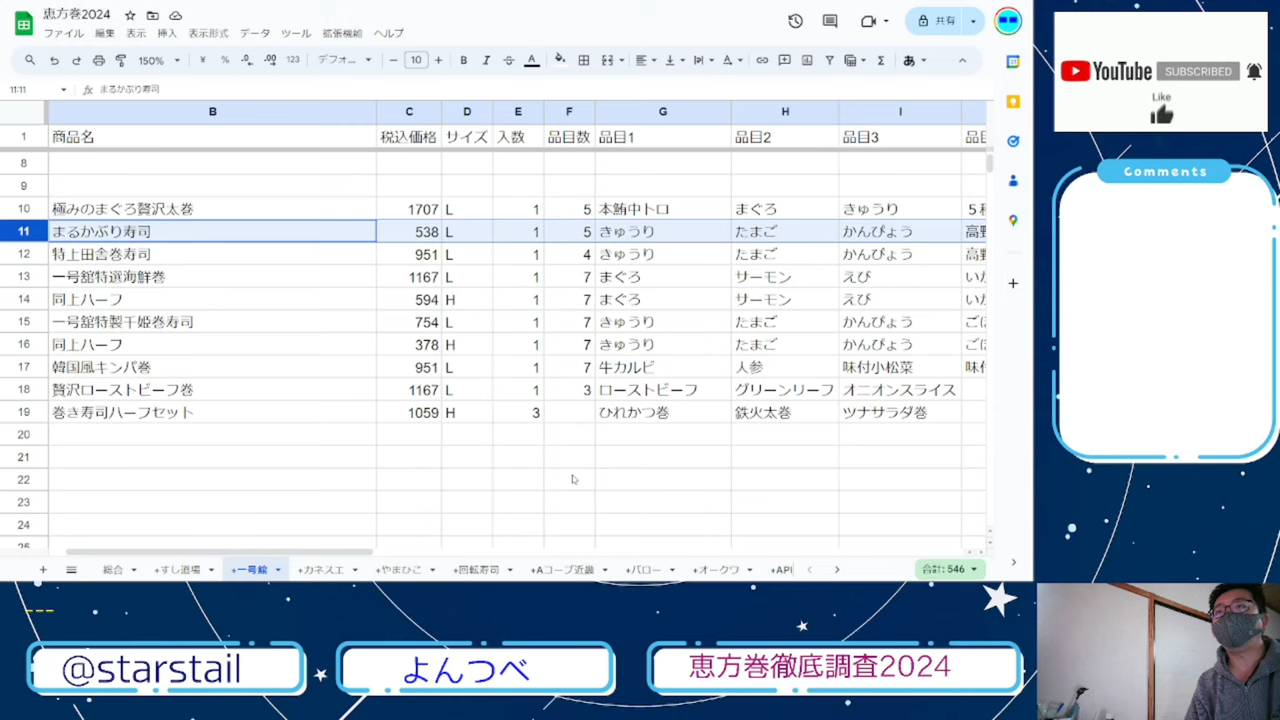 恵方巻2024
ファイル 編集 表示 挿入 表示形式 データ ツール 拡張機能 ヘルプ
共有
150% ¥ % .0 .00 123 デフォ... 10 B I A
11:11 fx まるかぶり寿司
B C D E F G H I
1 商品名 税込価格 サイズ 入数 品目数 品目1 品目2 品目3
8
9
10 極みのまぐろ贅沢太巻 1707 L 1 5 本鮪中トロ まぐろ きゅうり
11 まるかぶり寿司 538 L 1 5 きゅうり たまご かんぴょう
12 特上田舎巻寿司 951 L 1 4 きゅうり たまご かんぴょう
13 一号舘特選海鮮巻 1167 L 1 7 まぐろ サーモン えび
14 同上ハーフ 594 H 1 7 まぐろ サーモン えび
15 一号舘特製千姫巻寿司 754 L 1 7 きゅうり たまご かんぴょう
16 同上ハーフ 378 H 1 7 きゅうり たまご かんぴょう
17 韓国風キンパ巻 951 L 1 7 牛カルビ 人参 味付小松菜
18 贅沢ローストビーフ巻 1167 L 1 3 ローストビーフ グリーンリーフ オニオンスライス
19 巻き寿司ハーフセット 1059 H 3 ひれかつ巻 鉄火太巻 ツナサラダ巻
20
21
22
23
24
総合 +すし道場 +一号舘 +カネスエ +やまひこ +回転寿司 +Aコープ近畿 +バロー +オークワ 合計: 546
YouTube SUBSCRIBED
Like
Comments
@starstail
よんつべ
恵方巻徹底調査2024